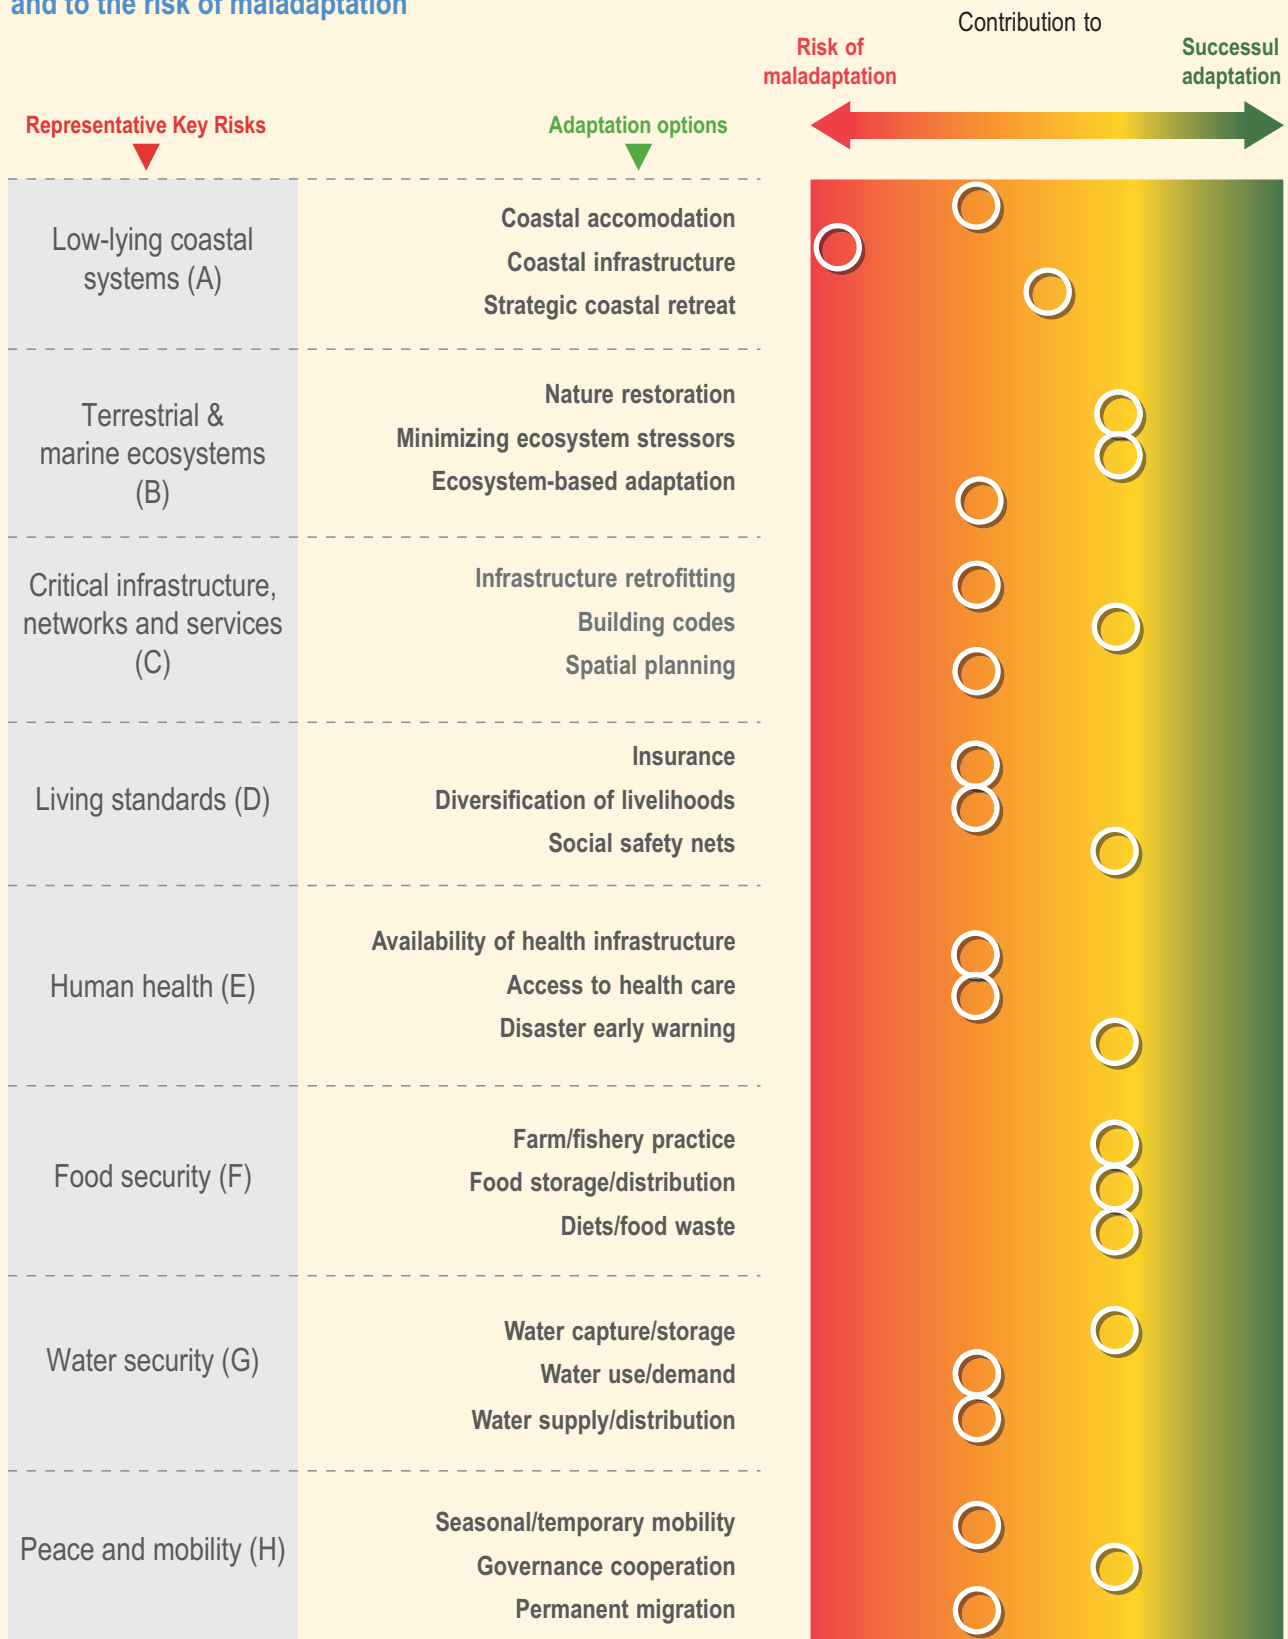 and to the risk of maladaptation
Contribution to
Risk of
maladaptation
Successul
adaptation
Representative Key Risks
Adaptation options
Low-lying coastal
systems (A)
Coastal accomodation
Coastal infrastructure
Strategic coastal retreat
Terrestrial &
marine ecosystems
(B)
Nature restoration
Minimizing ecosystem stressors
Ecosystem-based adaptation
Critical infrastructure,
networks and services
(C)
Infrastructure retrofitting
Building codes
Spatial planning
Living standards (D)
Insurance
Diversification of livelihoods
Social safety nets
Human health (E)
Availability of health infrastructure
Access to health care
Disaster early warning
Food security (F)
Farm/fishery practice
Food storage/distribution
Diets/food waste
Water security (G)
Water capture/storage
Water use/demand
Water supply/distribution
Peace and mobility (H)
Seasonal/temporary mobility
Governance cooperation
Permanent migration